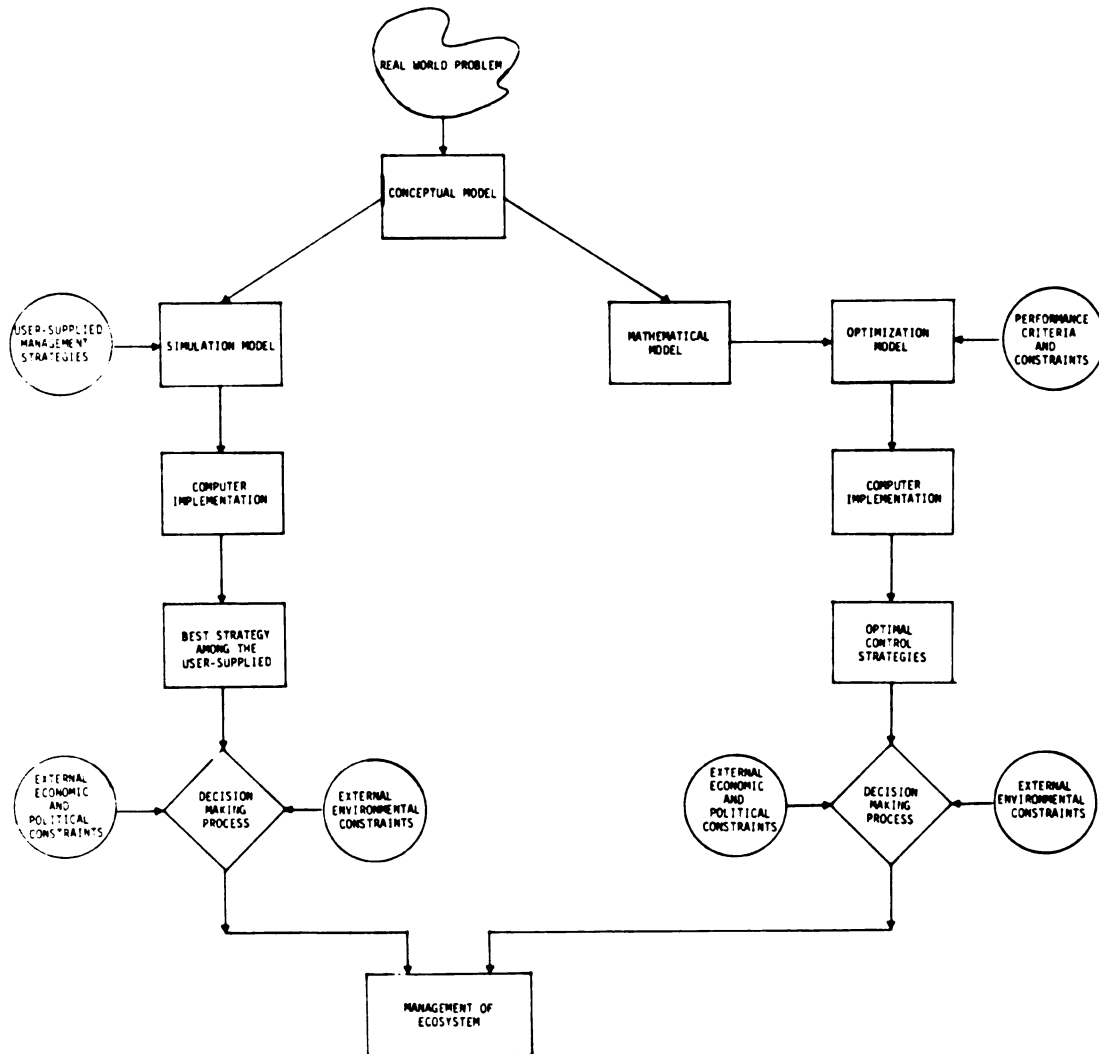 REAL WORLD PROBLEM
CONCEPTUAL MODEL
USER-SUPPLIED
MANAGEMENT
STRATEGIES
SIMULATION MODEL
MATHEMATICAL
MODEL
OPTIMIZATION
MODEL
PERFORMANCE
CRITERIA
AND
CONSTRAINTS
COMPUTER
IMPLEMENTATION
COMPUTER
IMPLEMENTATION
BEST STRATEGY
AMONG THE
USER-SUPPLIED
OPTIMAL
CONTROL
STRATEGIES
EXTERNAL
ECONOMIC
AND
POLITICAL
CONSTRAINTS
DECISION
MAKING
PROCESS
EXTERNAL
ENVIRONMENTAL
CONSTRAINTS
EXTERNAL
ECONOMIC
AND
POLITICAL
CONSTRAINTS
DECISION
MAKING
PROCESS
EXTERNAL
ENVIRONMENTAL
CONSTRAINTS
MANAGEMENT OF
ECOSYSTEM